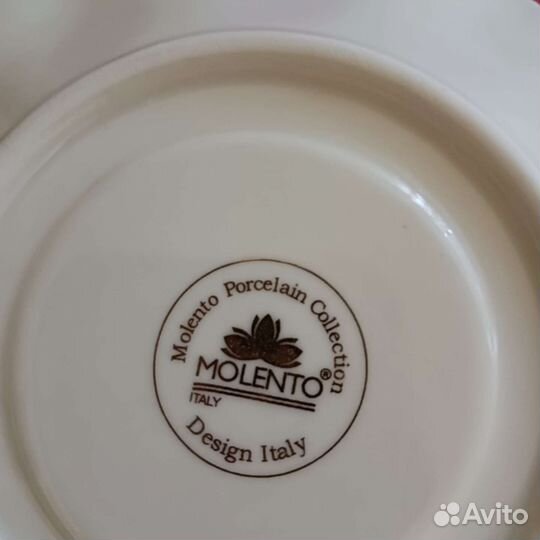 Molento Porcelain Collection
MOLENTO®
ITALY
Design Italy
Avito